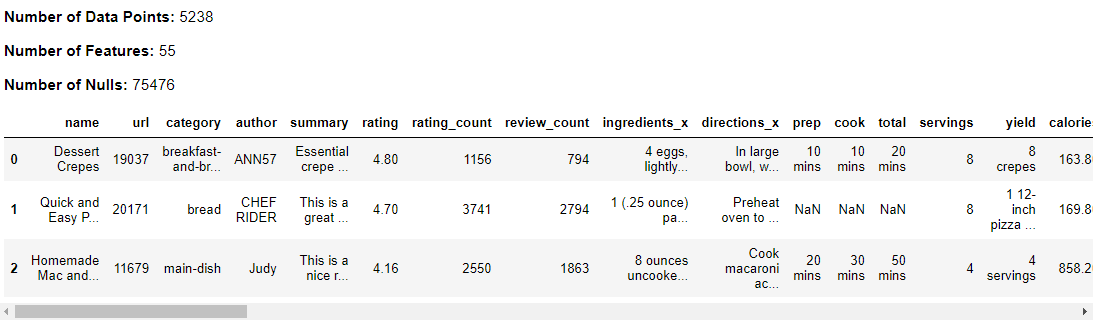 Number of Data Points: 5238
Number of Features: 55
Number of Nulls: 75476
name url category author summary rating rating_count review_count ingredients_x directions_x prep cook total servings yield calorie
0 Dessert Crepes 19037 breakfast-and-br... ANN57 Essential crepe ... 4.80 1156 794 4 eggs, lightly... In large bowl, w... 10 mins 10 mins 20 mins 8 8 crepes 163.8
1 Quick and Easy P... 20171 bread CHEF RIDER This is a great ... 4.70 3741 2794 1 (.25 ounce) pa... Preheat oven to ... NaN NaN NaN 8 1 12-inch pizza ... 169.8
2 Homemade Mac and... 11679 main-dish Judy This is a nice r... 4.16 2550 1863 8 ounces uncooke... Cook macaroni ac... 20 mins 30 mins 50 mins 4 4 servings 858.2